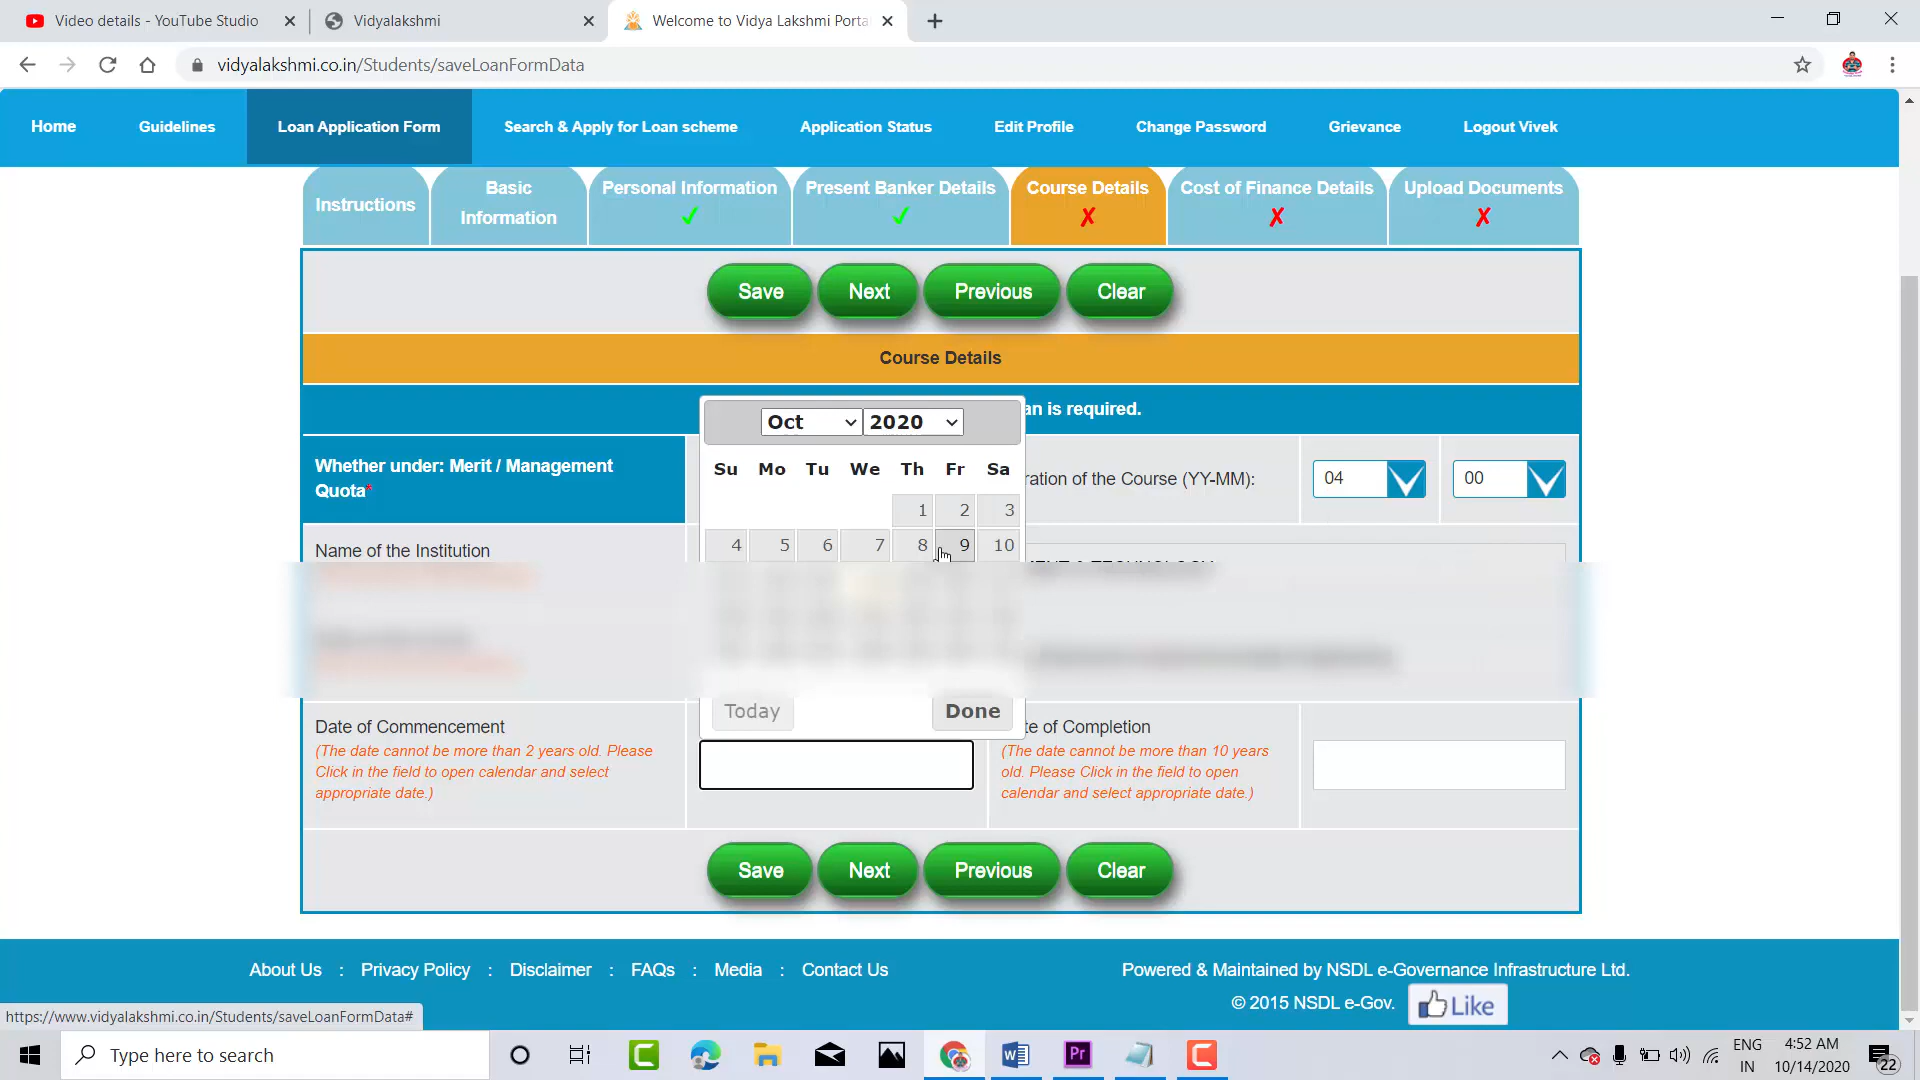 Video details - YouTube Studio
Vidyalakshmi
Welcome to Vidya Lakshmi Porta
vidyalakshmi.co.in/Students/saveLoanFormData
Home
Guidelines
Loan Application Form
Search & Apply for Loan scheme
Application Status
Edit Profile
Change Password
Grievance
Logout Vivek
Instructions
Basic
Information
Personal Information
Present Banker Details
Course Details
Cost of Finance Details
Upload Documents
Save
Next
Previous
Clear
Course Details
an is required.
Oct
2020
Su Mo Tu We Th Fr Sa
1 2 3
4 5 6 7 8 9 10
Today
Done
Whether under: Merit / Management
Quota*
ration of the Course (YY-MM):
04
00
Name of the Institution
Date of Commencement
(The date cannot be more than 2 years old. Please
Click in the field to open calendar and select
appropriate date.)
te of Completion
(The date cannot be more than 10 years
old. Please Click in the field to open
calendar and select appropriate date.)
Save
Next
Previous
Clear
About Us : Privacy Policy : Disclaimer : FAQs : Media : Contact Us
Powered & Maintained by NSDL e-Governance Infrastructure Ltd.
© 2015 NSDL e-Gov.
Like
https://www.vidyalakshmi.co.in/Students/saveLoanFormData#
Type here to search
Pr
ENG
IN
4:52 AM
10/14/2020
22